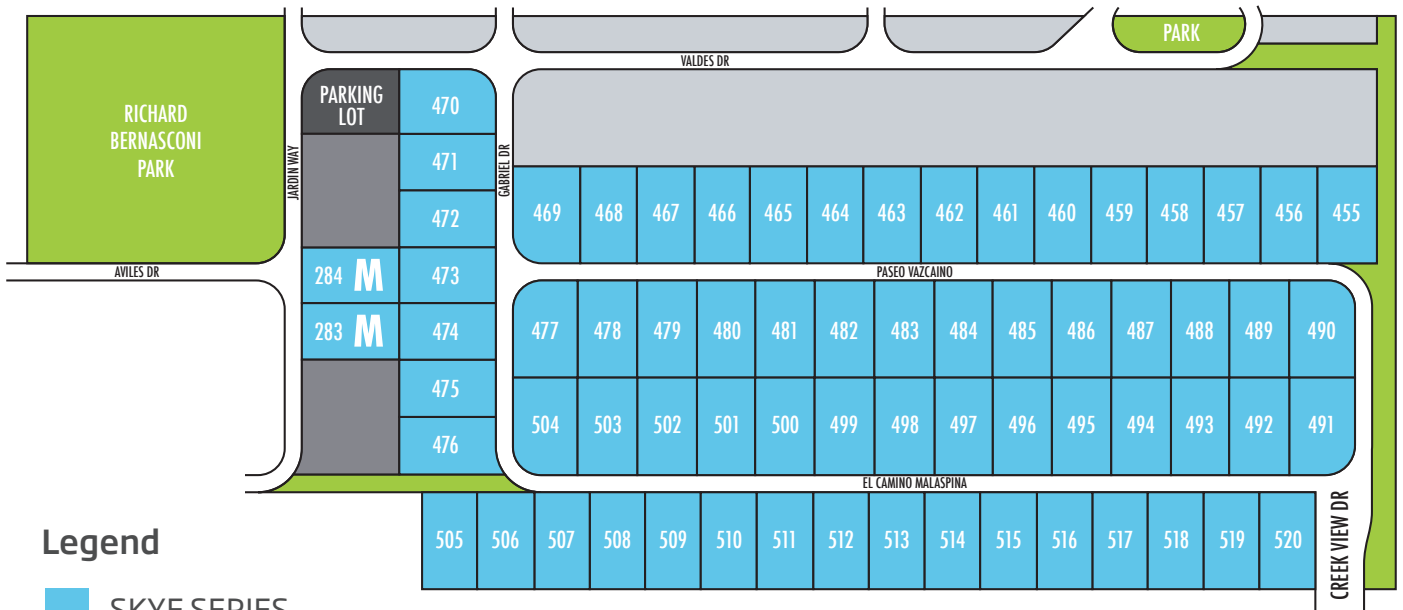 PARK
VALDES DR
RICHARD
BERNASCONI
PARK
PARKING
LOT
JARDIN WAY
GABRIEL DR
470
471
472
469 468 467 466 465 464 463 462 461 460 459 458 457 456 455
AVILES DR
284 M 473
PASEO VAZCAINO
283 M 474
477 478 479 480 481 482 483 484 485 486 487 488 489 490
475
476
504 503 502 501 500 499 498 497 496 495 494 493 492 491
EL CAMINO MALASPINA
505 506 507 508 509 510 511 512 513 514 515 516 517 518 519 520
CREEK VIEW DR
Legend
SKYE SERIES